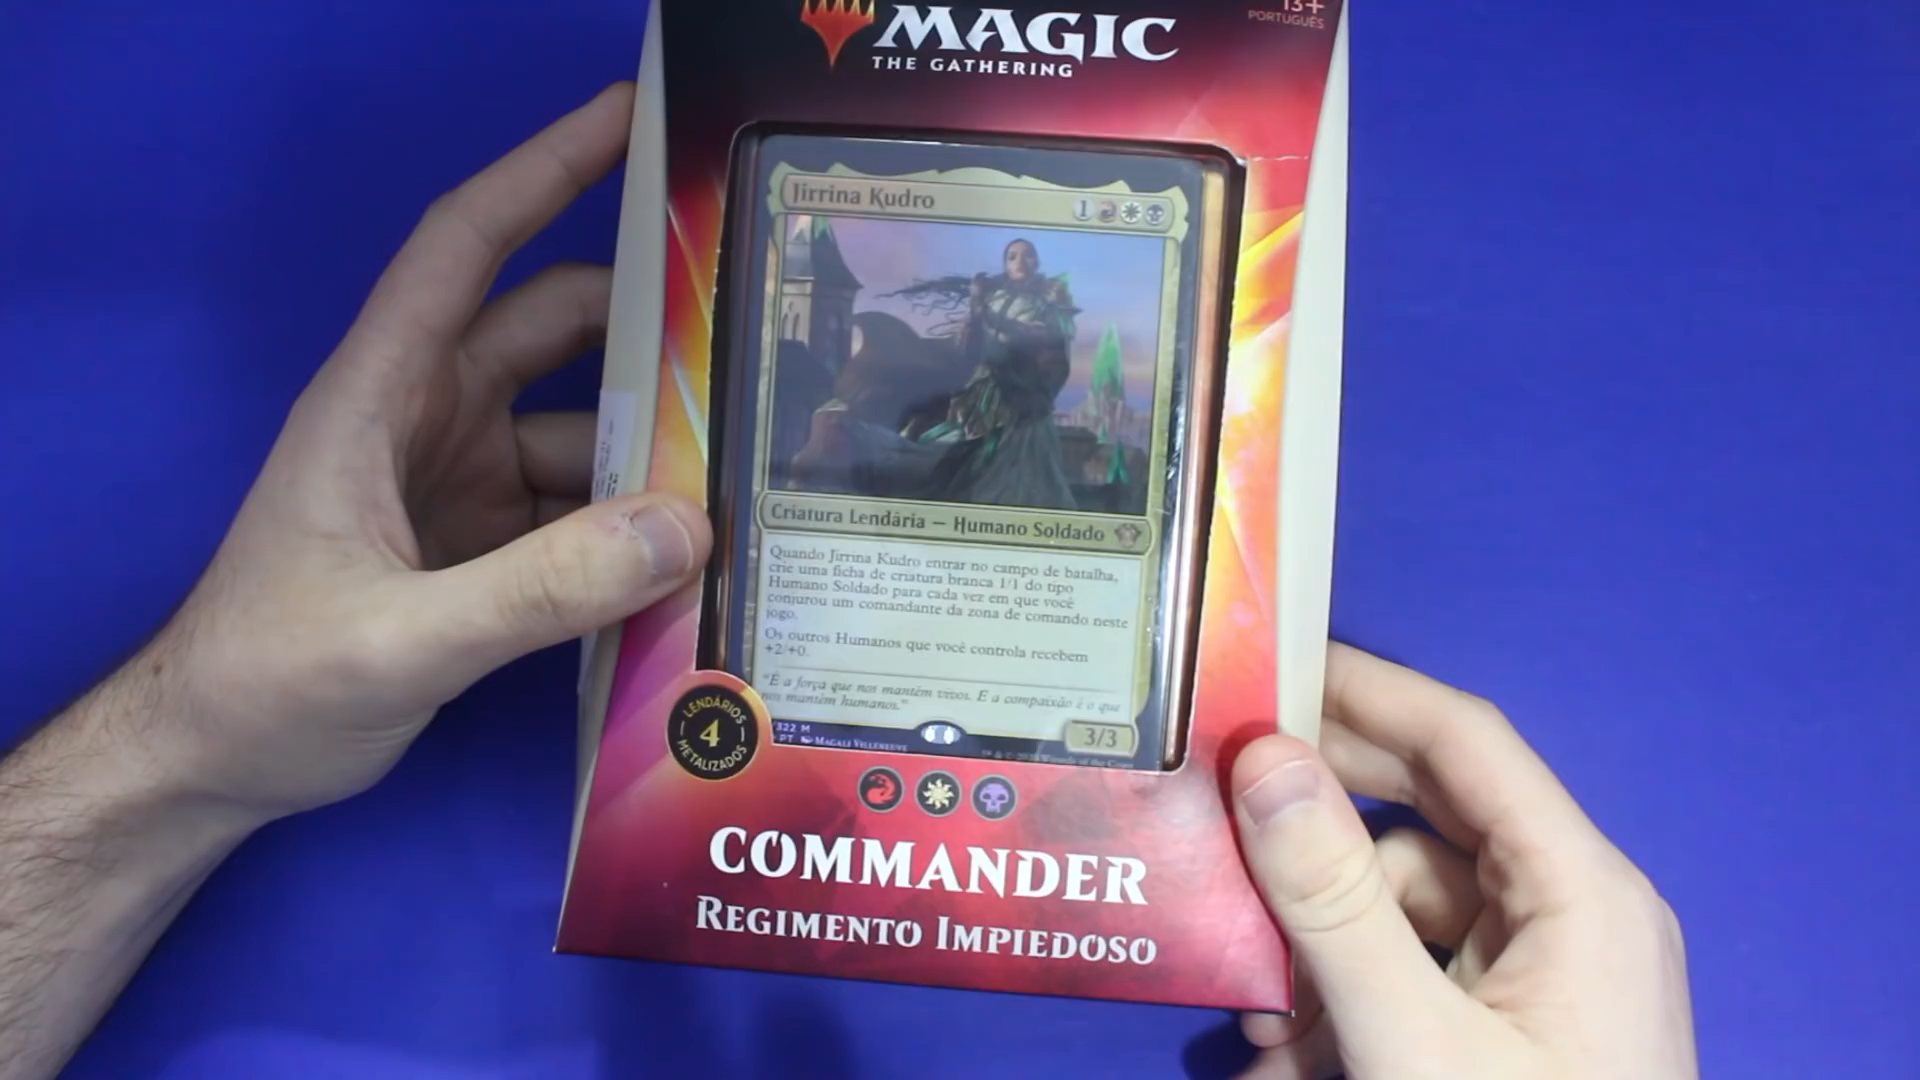 MAGIC
THE GATHERING
13+
PORTUGUÊS
Jirrina Kudro
1
Criatura Lendária — Humano Soldado
Quando Jirrina Kudro entrar no campo de batalha,
crie uma ficha de criatura branca 1/1 do tipo
Humano Soldado para cada vez em que você
conjurou um comandante da zona de comando neste
jogo.
Os outros Humanos que você controla recebem
+2/+0.
"É a força que nos mantém vivos. E a compaixão é o que
nos mantém humanos."
/322 M
PT MAGALI VILLENEUVE
3/3
LENDÁRIOS
4
METALIZADOS
COMMANDER
REGIMENTO IMPIEDOSO